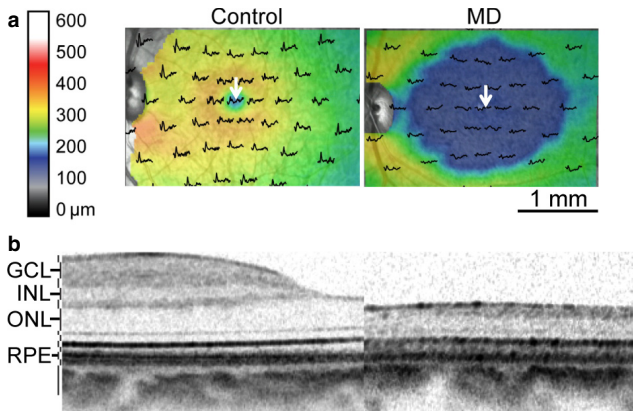 a
Control
MD
600
500
400
300
200
100
0 µm
1 mm
b
GCL
INL
ONL
RPE